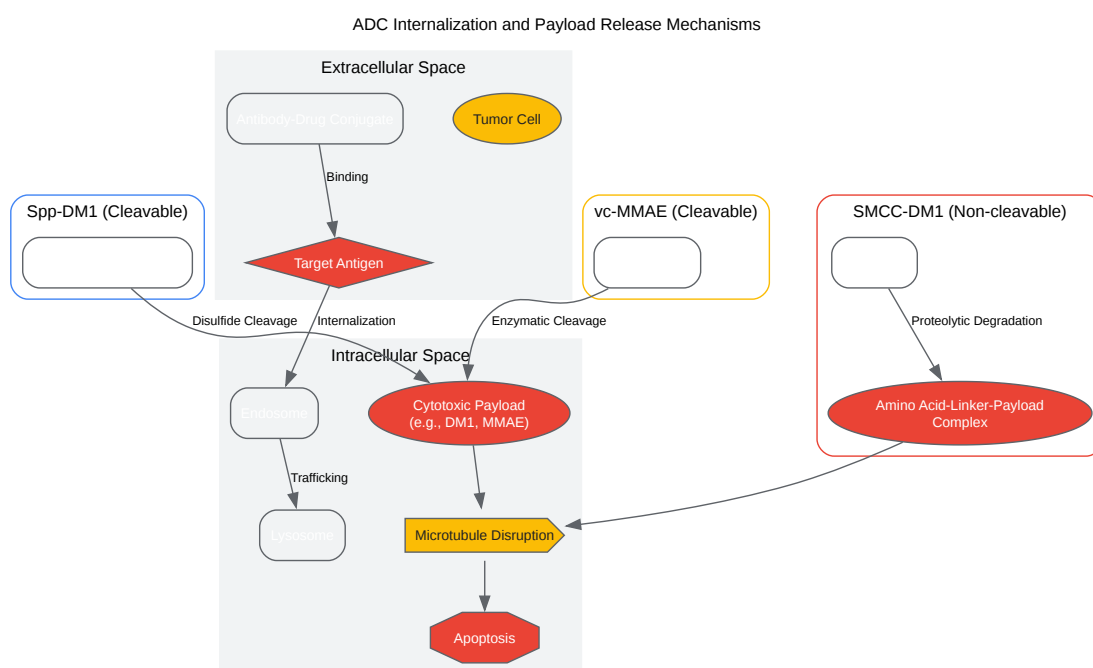 ADC Internalization and Payload Release Mechanisms
Extracellular Space
Antibody-Drug Conjugate
Tumor Cell
Binding
Spp-DM1 (Cleavable)
vc-MMAE (Cleavable)
SMCC-DM1 (Non-cleavable)
Target Antigen
Disulfide Cleavage
Internalization
Enzymatic Cleavage
Proteolytic Degradation
Intracellular Space
Endosome
Cytotoxic Payload
(e.g., DM1, MMAE)
Amino Acid-Linker-Payload
Complex
Trafficking
Lysosome
Microtubule Disruption
Apoptosis